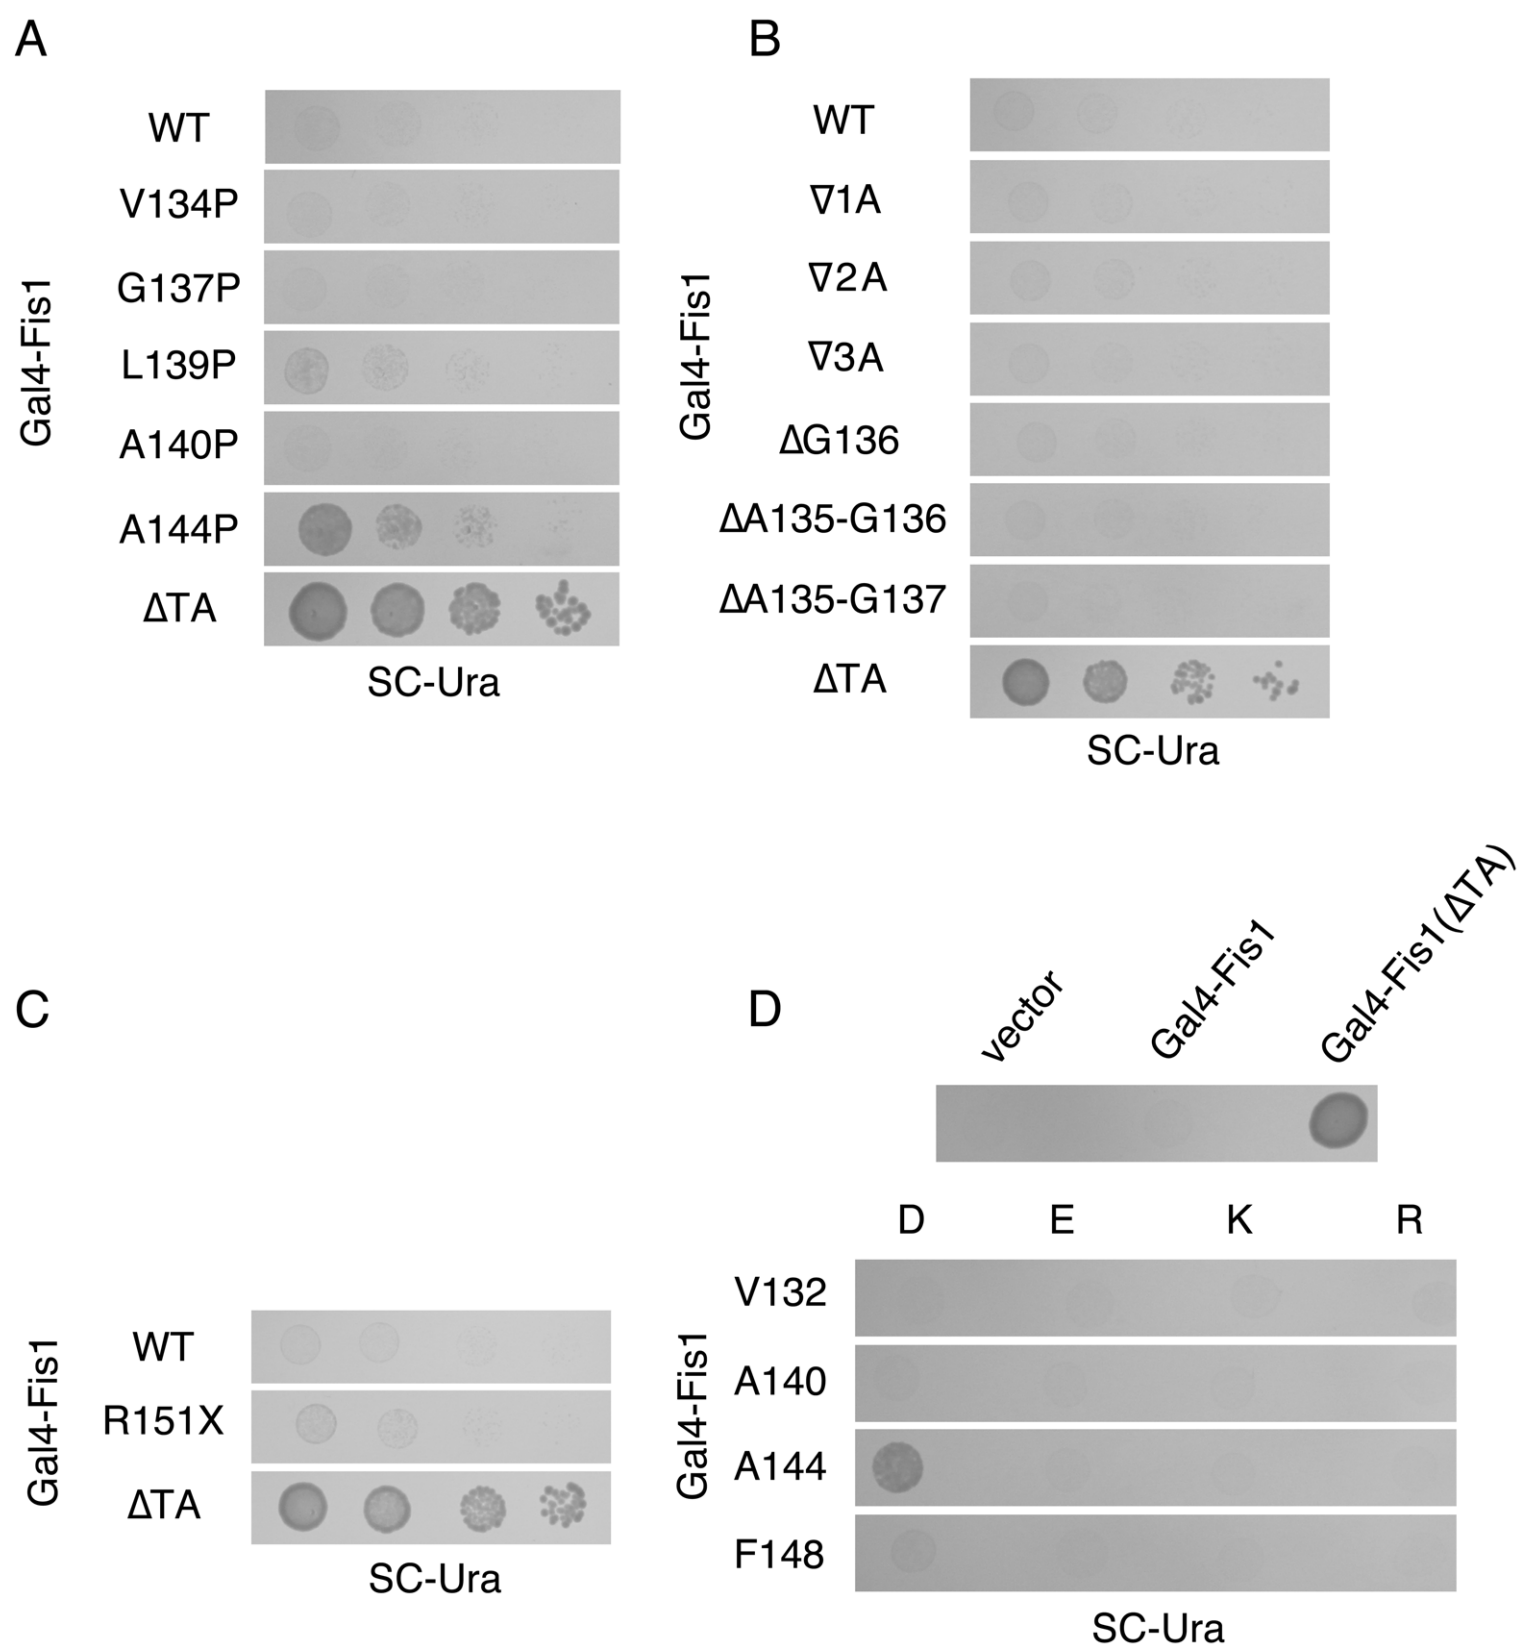 A
Gal4-Fis1
WT
V134P
G137P
L139P
A140P
A144P
ΔTA
SC-Ura
B
Gal4-Fis1
WT
∇1A
∇2A
∇3A
ΔG136
ΔA135-G136
ΔA135-G137
ΔTA
SC-Ura
C
Gal4-Fis1
WT
R151X
ΔTA
SC-Ura
D
vector
Gal4-Fis1
Gal4-Fis1(ΔTA)
D E K R
Gal4-Fis1
V132
A140
A144
F148
SC-Ura